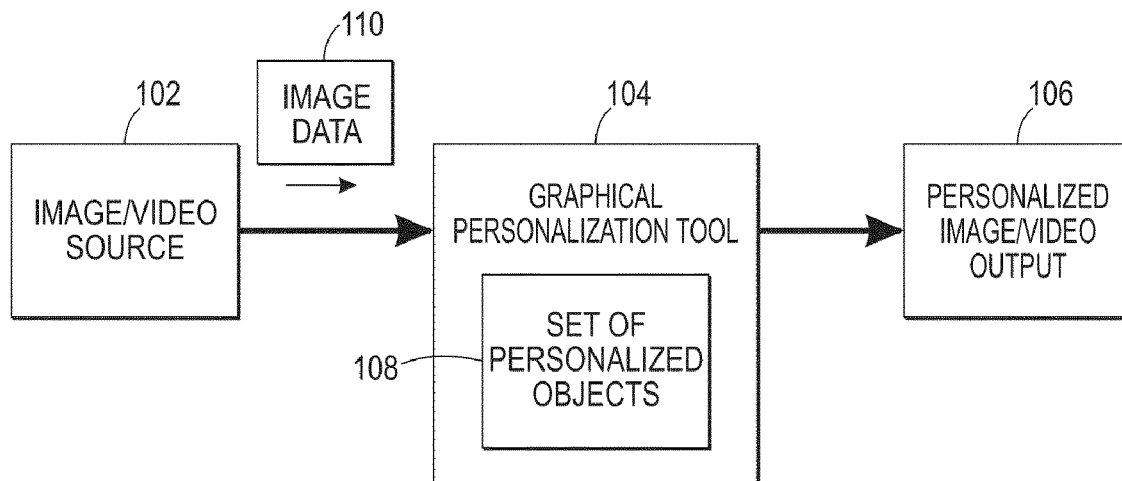 110
IMAGE
DATA
102
IMAGE/VIDEO
SOURCE
104
GRAPHICAL
PERSONALIZATION TOOL
108
SET OF
PERSONALIZED
OBJECTS
106
PERSONALIZED
IMAGE/VIDEO
OUTPUT